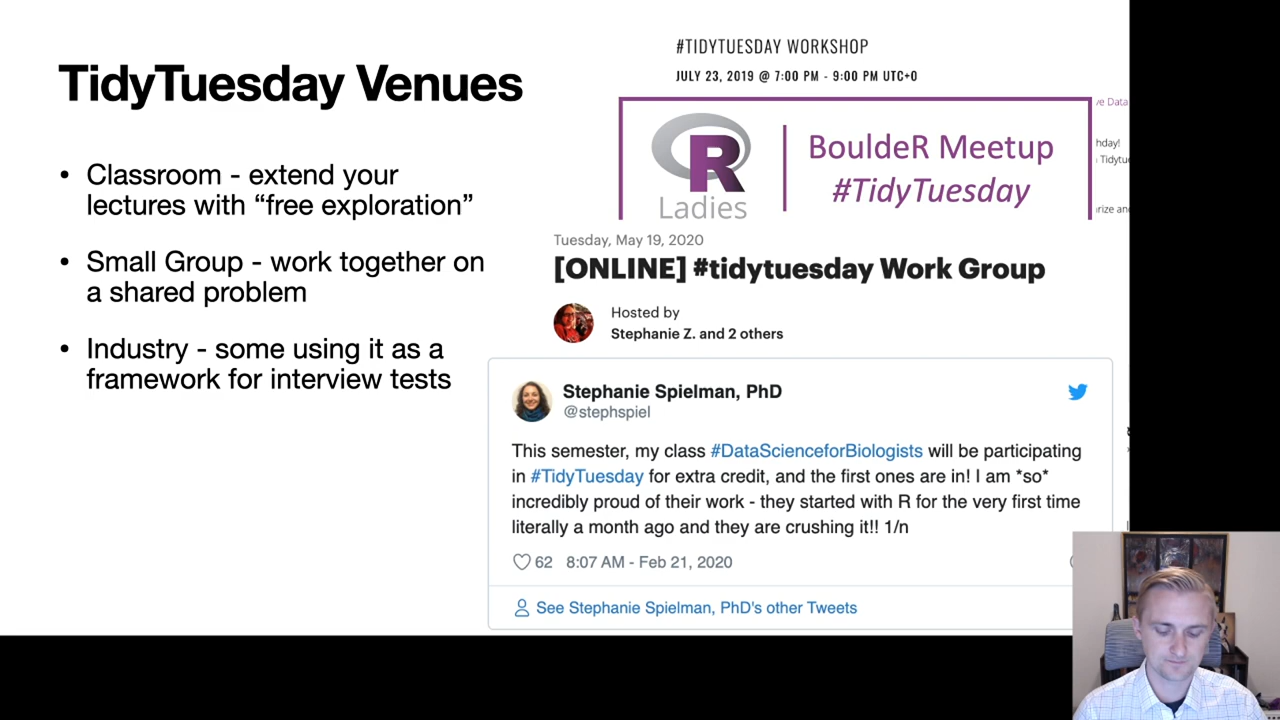 TidyTuesday Venues
• Classroom - extend your
lectures with “free exploration”
• Small Group - work together on
a shared problem
• Industry - some using it as a
framework for interview tests
#TIDYTUESDAY WORKSHOP
JULY 23, 2019 @ 7:00 PM - 9:00 PM UTC+0
R
Ladies
BouldeR Meetup
#TidyTuesday
Data
Tuesday, May 19, 2020
[ONLINE] #tidytuesday Work Group
Hosted by
Stephanie Z. and 2 others
Stephanie Spielman, PhD
@stephspiel
This semester, my class #DataScienceforBiologists will be participating
in #TidyTuesday for extra credit, and the first ones are in! I am *so*
incredibly proud of their work - they started with R for the very first time
literally a month ago and they are crushing it!! 1/n
62 8:07 AM - Feb 21, 2020
See Stephanie Spielman, PhD's other Tweets